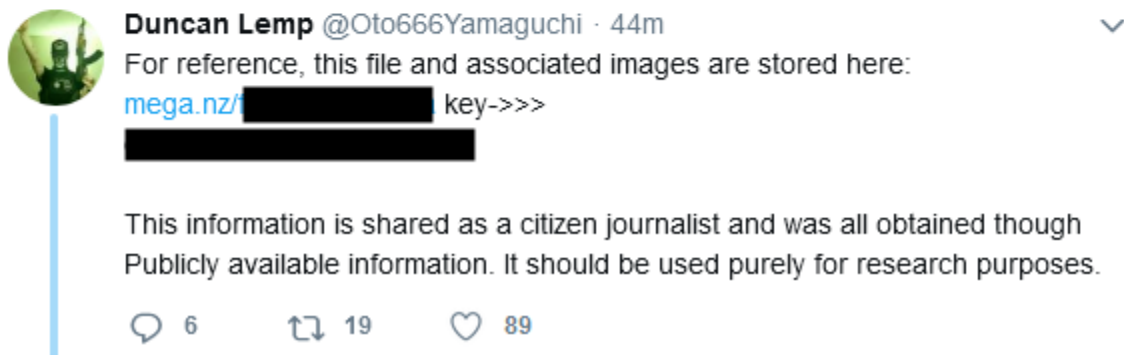 Duncan Lemp @Oto666Yamaguchi · 44m
For reference, this file and associated images are stored here:
mega.nz/f key->>>
This information is shared as a citizen journalist and was all obtained though
Publicly available information. It should be used purely for research purposes.
6 19 89